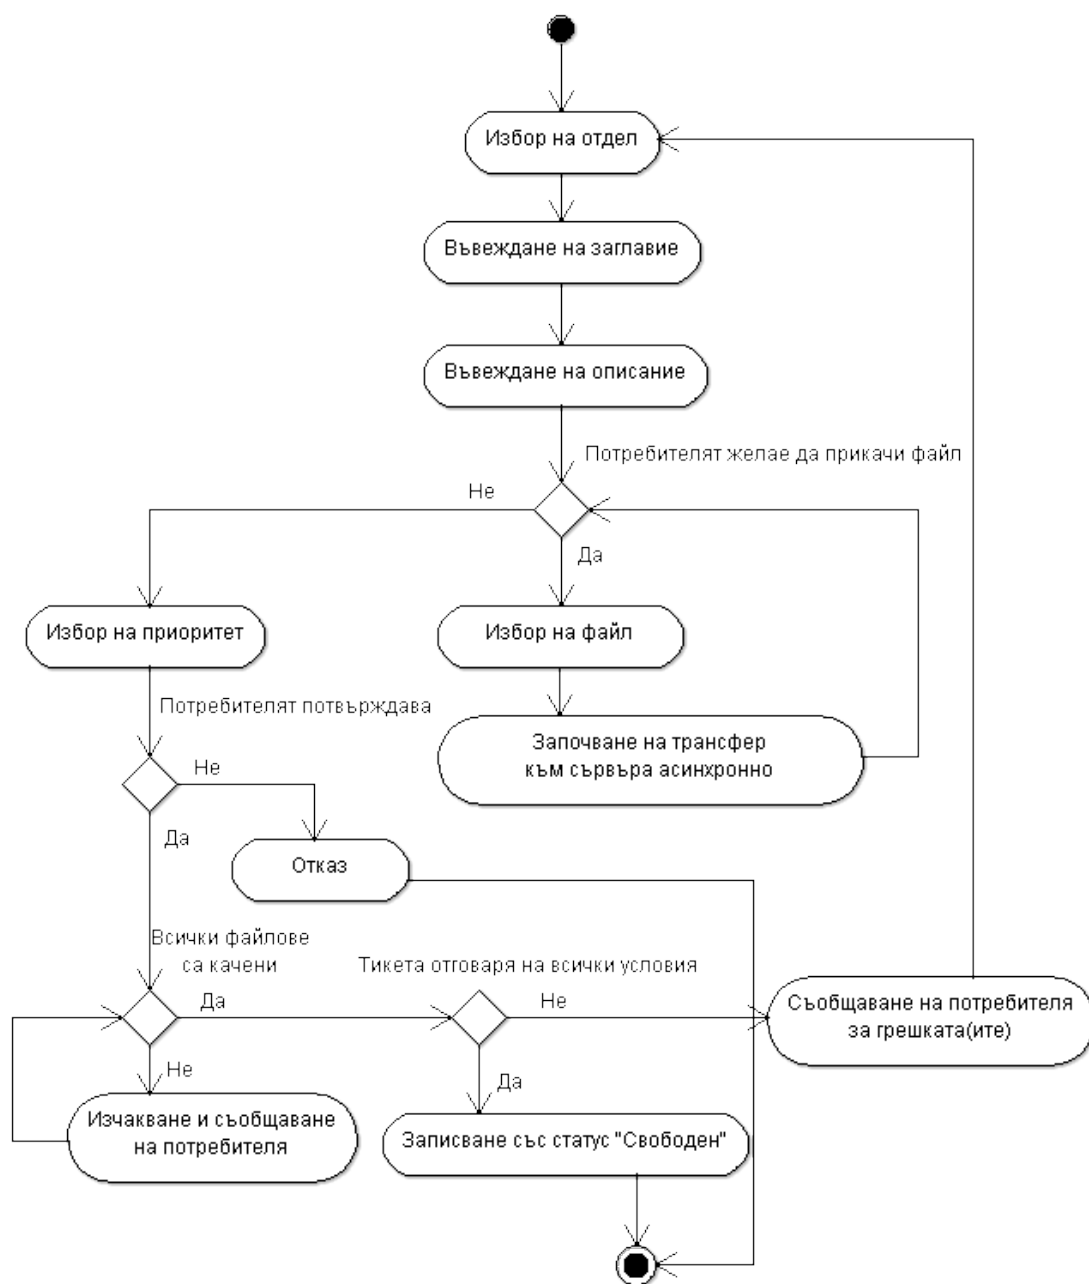 Избор на отдел
Въвеждане на заглавие
Въвеждане на описание
Потребителят желае да прикачи файл
Не
Да
Избор на приоритет
Избор на файл
Потребителят потвърждава
Започване на трансфер
към сървъра асинхронно
Не
Да
Отказ
Всички файлове
са качени
Тикета отговаря на всички условия
Да
Не
Съобщаване на потребителя
за грешката(ите)
Не
Да
Изчакване и съобщаване
на потребителя
Записване със статус "Свободен"